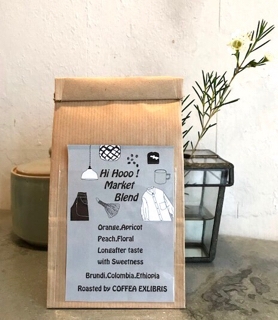 Hi Hooo !
Market
Blend
Orange,Apricot
Peach,Floral
Longafter taste
with Sweetness
Brundi,Colombia,Ethiopia
Roasted by COFFEA EXLIBRIS